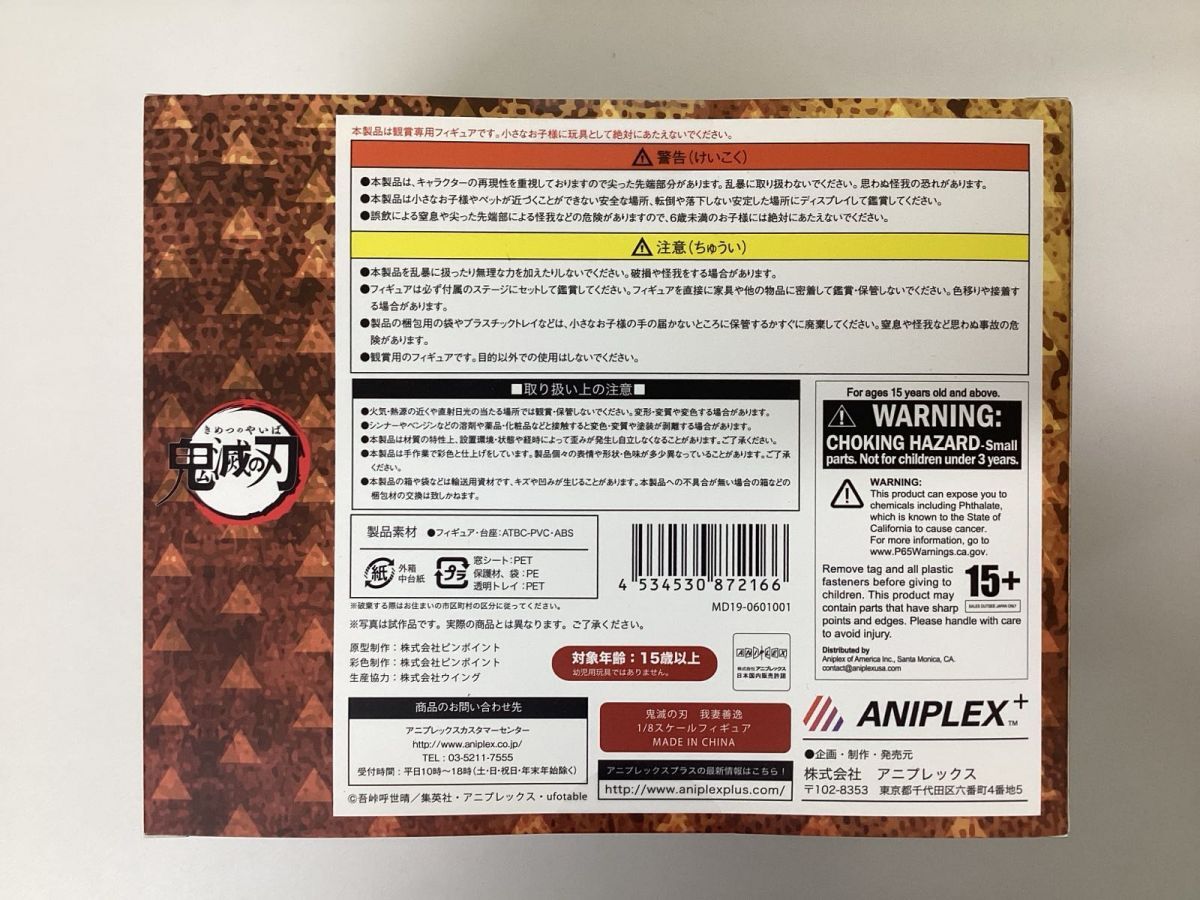 本製品は観賞専用フィギュアです。小さなお子様に玩具として絶対にあたえないでください。
警告(けいこく)
●本製品は、キャラクターの再現性を重視しておりますので尖った先端部分があります。乱暴に取り扱わないでください。思わぬ怪我の恐れがあります。
●本製品は小さなお子様やペットが近づくことができない安全な場所、転倒や落下しない安定した場所にディスプレイして鑑賞してください。
●誤飲による窒息や尖った先端部による怪我などの危険がありますので、6歳未満のお子様には絶対にあたえないでください。
注意(ちゅうい)
●本製品を乱暴に扱ったり無理な力を加えたりしないでください。破損や怪我をする場合があります。
●フィギュアは必ず付属のステージにセットして鑑賞してください。フィギュアを直接に家具や他の物品に密着して鑑賞・保管しないでください。色移りや接着す
る場合があります。
●製品の梱包用の袋やプラスチックトレイなどは、小さなお子様の手の届かないところに保管するかすぐに廃棄してください。窒息や怪我など思わぬ事故の危
険があります。
●観賞用のフィギュアです。目的以外での使用はしないでください。
■取り扱い上の注意■
●火気・熱源の近くや直射日光の当たる場所では観賞・保管しないでください。変形・変質や変色する場合があります。
●シンナーやベンジンなどの溶剤や薬品・化粧品などと接触すると変色・変質や塗装が剥離する場合があります。
●本製品は材質の特性上、設置環境・状態や経時によって歪みが発生し自立しなくなることがあります。ご了承ください。
●本製品は手作業で彩色と仕上げをしています。製品個々の表情や形状・色味が多少異なっていることがあります。ご了承
ください。
●本製品の箱や袋などは輸送用資材です、キズや凹みが生じることがあります。本製品への不具合が無い場合の箱などの
梱包材の交換は致しかねます。
For ages 15 years old and above.
WARNING:
CHOKING HAZARD-Small
parts. Not for children under 3 years.
WARNING:
This product can expose you to
chemicals including Phthalate,
which is known to the State of
California to cause cancer.
For more information, go to
www.P65Warnings.ca.gov.
Remove tag and all plastic
fasteners before giving to
children. This product may
contain parts that have sharp
points and edges. Please handle with care
to avoid injury.
15+
SALES OUTSIDE JAPAN ONLY
Distributed by
Aniplex of America Inc., Santa Monica, CA.
contact@aniplexusa.com
きめつのやいば
鬼滅の刃
製品素材 ●フィギュア・台座:ATBC-PVC・ABS
紙 外箱
中台紙
プラ 窓シート:PET
保護材、袋:PE
透明トレイ:PET
※破棄する際はお住まいの市区町村の区分に従ってください。
4 534530 872166
MD19-0601001
※写真は試作品です。実際の商品とは異なります。ご了承ください。
原型制作:株式会社ピンポイント
彩色制作:株式会社ピンポイント
生産協力:株式会社ウイング
対象年齢:15歳以上
幼児用玩具ではありません。
ANIPLEX
株式会社 アニプレックス
日本国内販売許諾
商品のお問い合わせ先
アニプレックスカスタマーセンター
http://www.aniplex.co.jp/
TEL:03-5211-7555
受付時間:平日10時〜18時(土・日・祝日・年末年始除く)
鬼滅の刃 我妻善逸
1/8スケールフィギュア
MADE IN CHINA
アニプレックスプラスの最新情報はこちら!
http://www.aniplexplus.com/
©吾峠呼世晴/集英社・アニプレックス・ufotable
ANIPLEX+™
●企画・制作・発売元
株式会社 アニプレックス
〒102-8353 東京都千代田区六番町4番地5